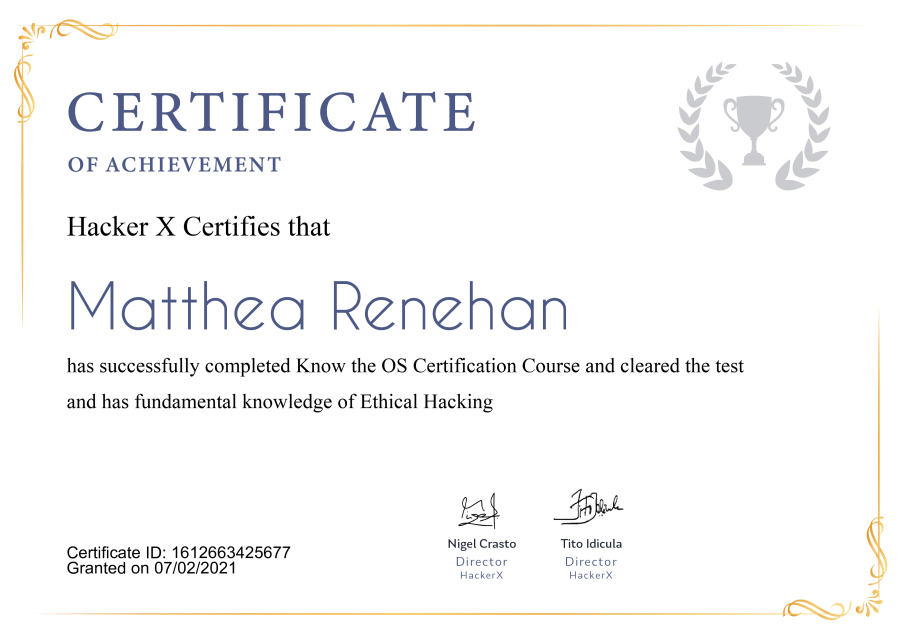 CERTIFICATE
OF ACHIEVEMENT
Hacker X Certifies that
Matthea Renehan
has successfully completed Know the OS Certification Course and cleared the test
and has fundamental knowledge of Ethical Hacking
Nigel Crasto
Director
HackerX
Tito Idicula
Director
HackerX
Certificate ID: 1612663425677
Granted on 07/02/2021